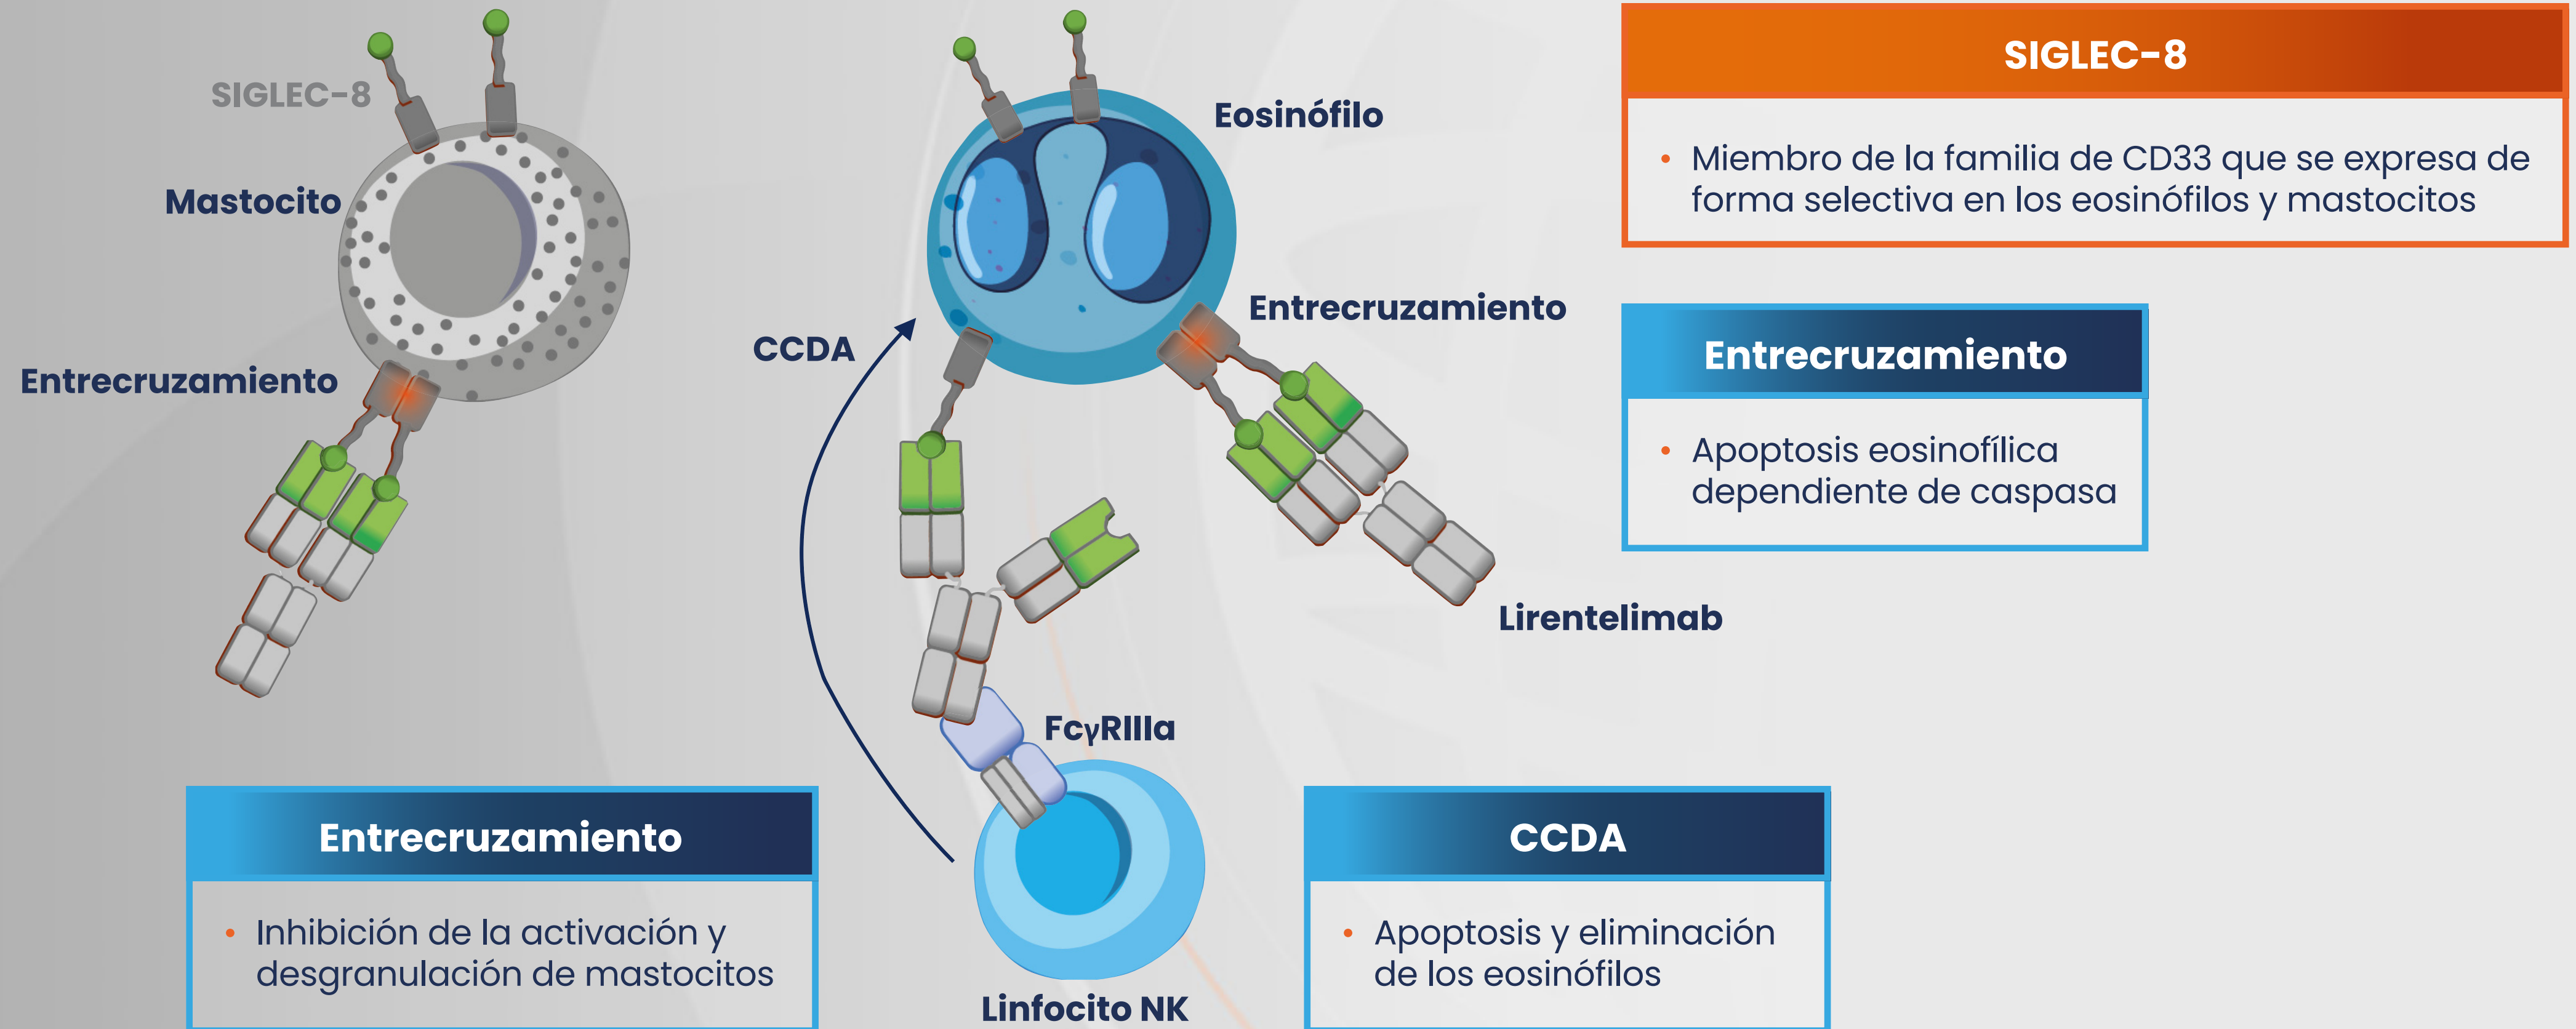 SIGLEC-8
Mastocito
Entrecruzamiento
Eosinófilo
CCDA
Entrecruzamiento
Lirentelimab
FcγRIIIa
Linfocito NK
SIGLEC-8
• Miembro de la familia de CD33 que se expresa de
forma selectiva en los eosinófilos y mastocitos
Entrecruzamiento
• Apoptosis eosinofílica
dependiente de caspasa
Entrecruzamiento
• Inhibición de la activación y
desgranulación de mastocitos
CCDA
• Apoptosis y eliminación
de los eosinófilos